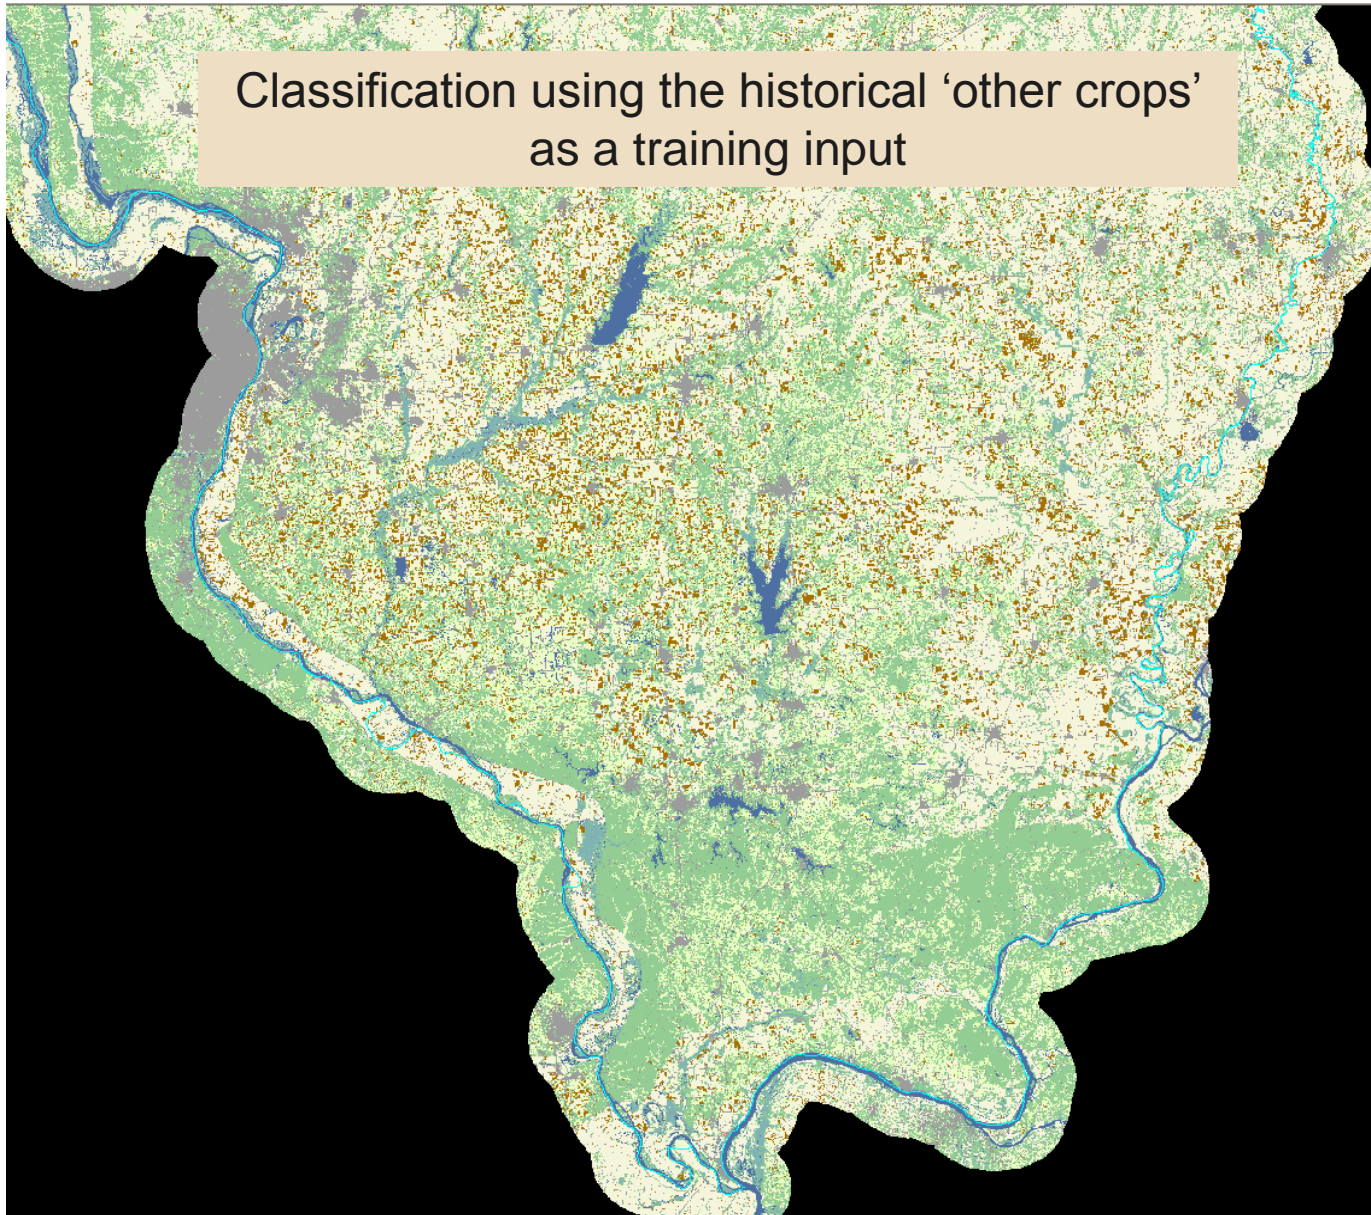 Classification using the historical ‘other crops’
as a training input